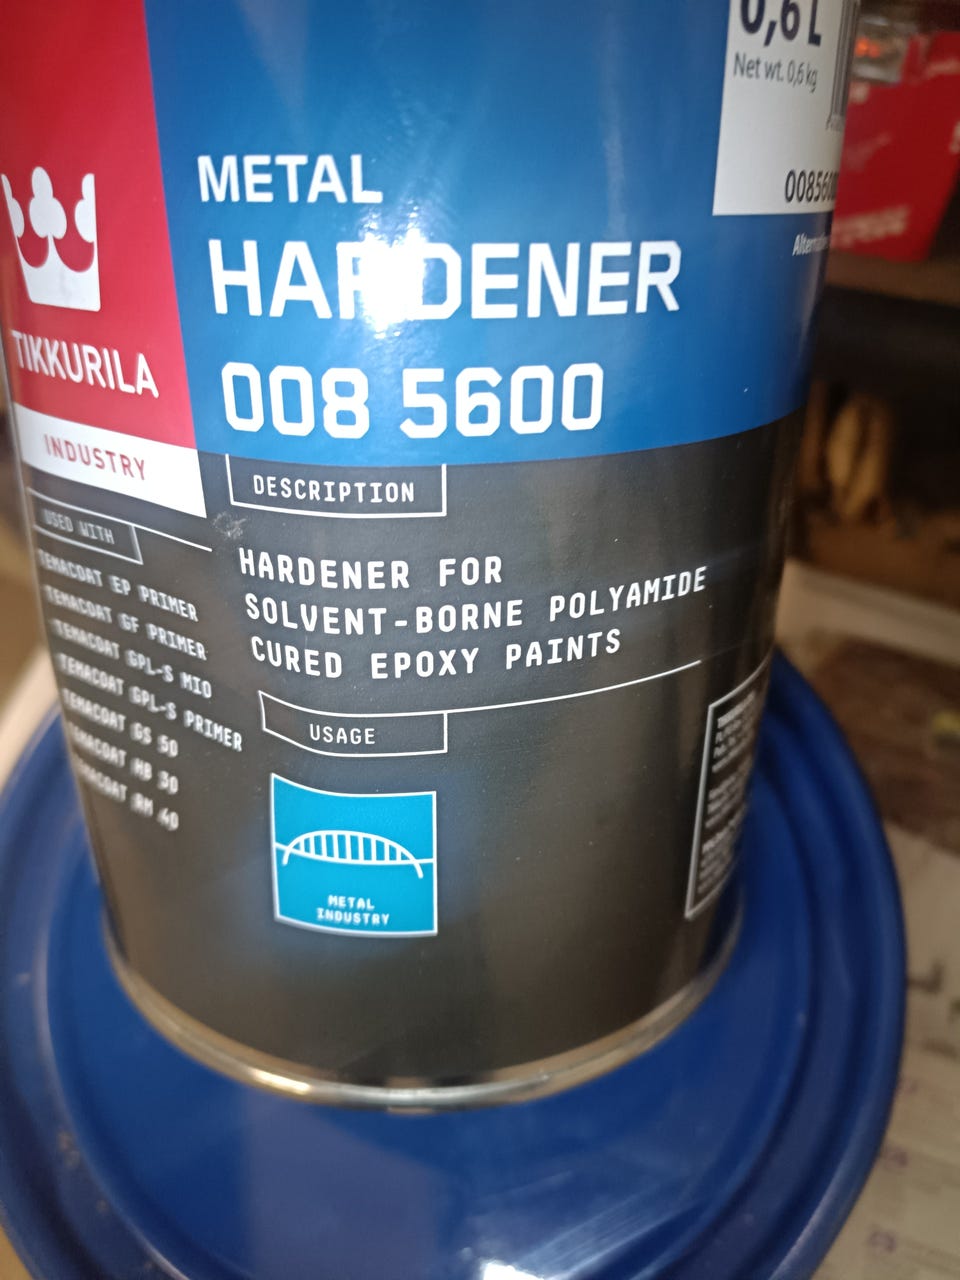 0,6 L
Net wt. 0,6 kg
METAL
HARDENER
008 5600
TIKKURILA
INDUSTRY
DESCRIPTION
HARDENER FOR
SOLVENT-BORNE POLYAMIDE
CURED EPOXY PAINTS
USED WITH
TEMACOAT EP PRIMER
TEMACOAT GF PRIMER
TEMACOAT GPL-S MIO
TEMACOAT GPL-S PRIMER
TEMACOAT GS 50
TEMACOAT HB 30
TEMACOAT RM 40
USAGE
METAL
INDUSTRY